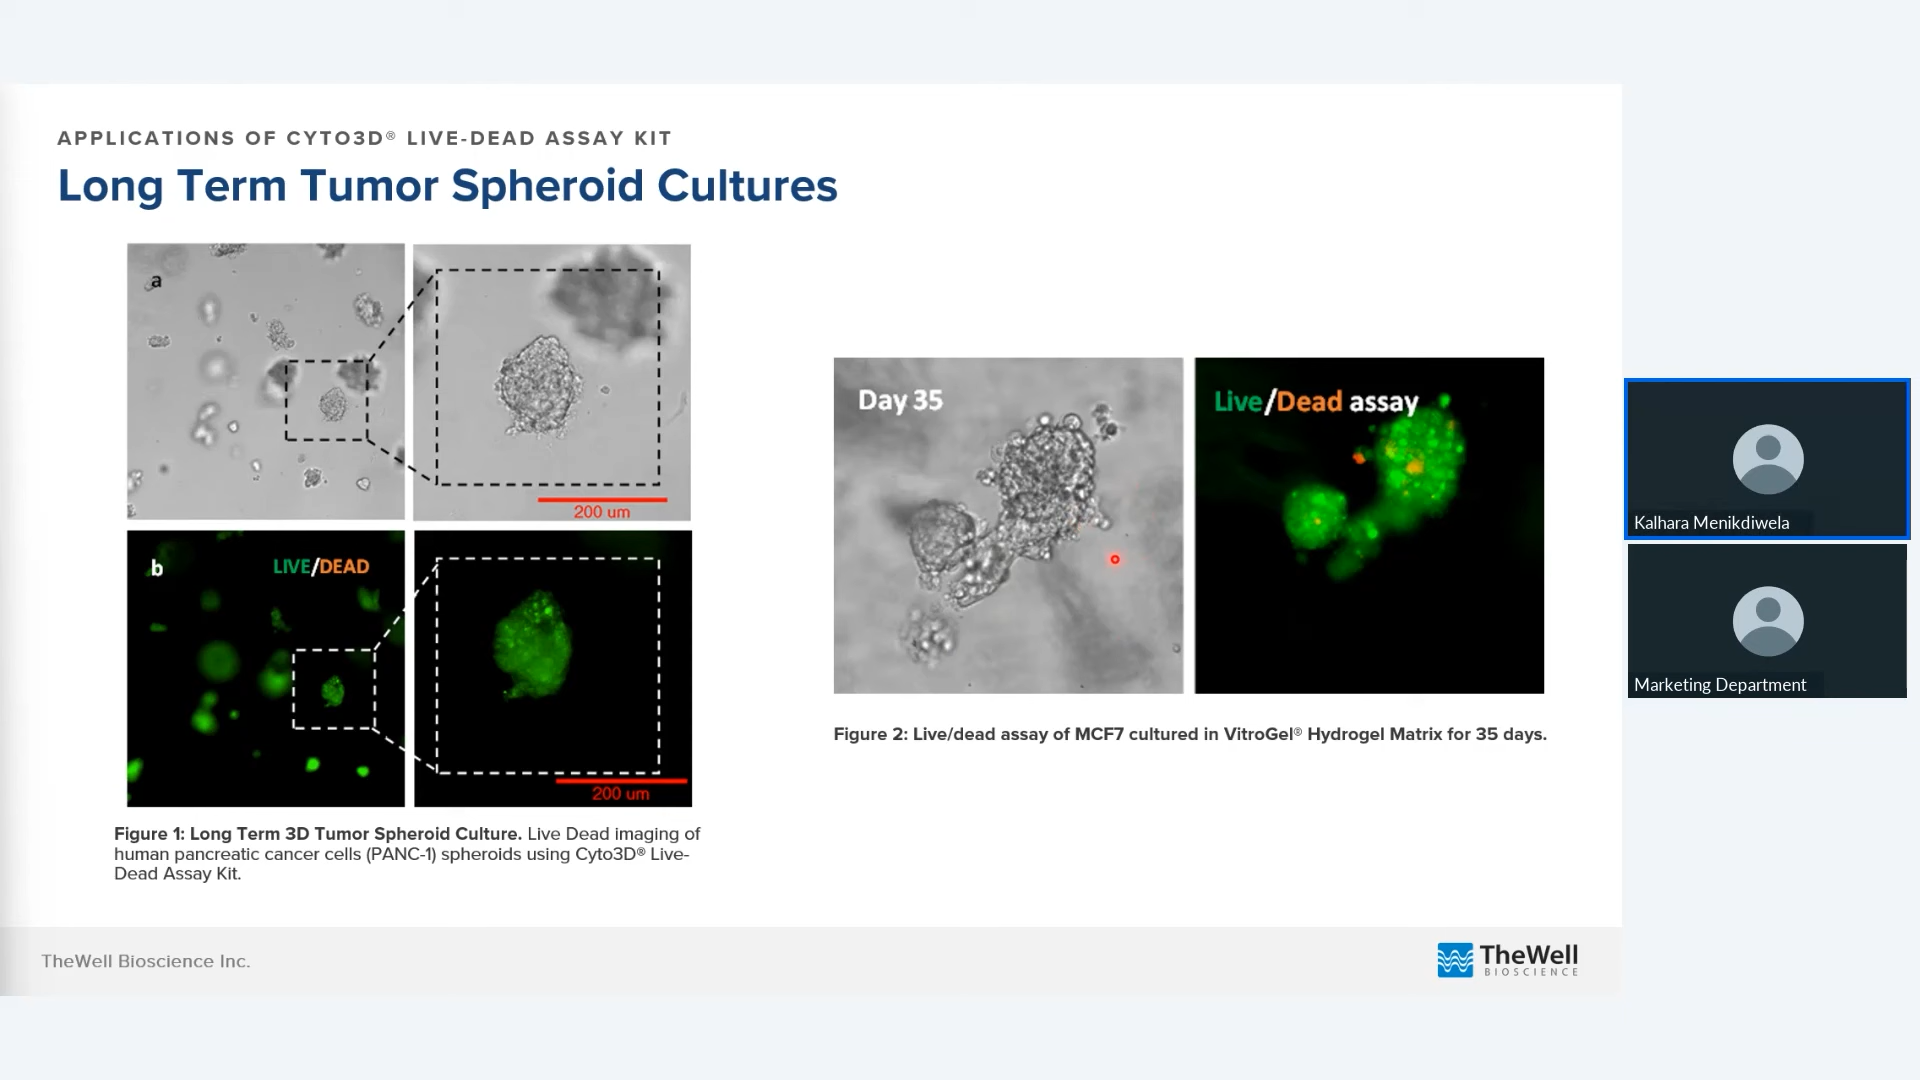 APPLICATIONS OF CYTO3D® LIVE-DEAD ASSAY KIT
Long Term Tumor Spheroid Cultures
a
200 um
b
LIVE/DEAD
200 um
Figure 1: Long Term 3D Tumor Spheroid Culture. Live Dead imaging of
human pancreatic cancer cells (PANC-1) spheroids using Cyto3D® Live-
Dead Assay Kit.
Day 35
Live/Dead assay
Figure 2: Live/dead assay of MCF7 cultured in VitroGel® Hydrogel Matrix for 35 days.
Kalhara Menikdiwela
Marketing Department
TheWell Bioscience Inc.
TheWell
BIOSCIENCE